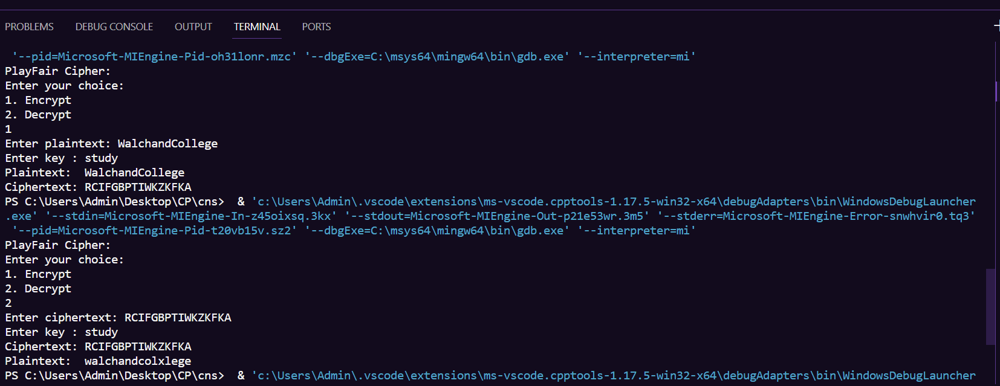 PROBLEMS DEBUG CONSOLE OUTPUT TERMINAL PORTS
'--pid=Microsoft-MIEngine-Pid-oh31lonr.mzc' '--dbgExe=C:\msys64\mingw64\bin\gdb.exe' '--interpreter=mi'
PlayFair Cipher:
Enter your choice:
1. Encrypt
2. Decrypt
1
Enter plaintext: WalchandCollege
Enter key : study
Plaintext:  WalchandCollege
Ciphertext: RCIFGBPTIWKZKFKA
PS C:\Users\Admin\Desktop\CP\cns>  & 'c:\Users\Admin\.vscode\extensions\ms-vscode.cpptools-1.17.5-win32-x64\debugAdapters\bin\WindowsDebugLauncher
.exe' '--stdin=Microsoft-MIEngine-In-z45oixsq.3kx' '--stdout=Microsoft-MIEngine-Out-p21e53wr.3m5' '--stderr=Microsoft-MIEngine-Error-snwhvir0.tq3'
'--pid=Microsoft-MIEngine-Pid-t20vb15v.sz2' '--dbgExe=C:\msys64\mingw64\bin\gdb.exe' '--interpreter=mi'
PlayFair Cipher:
Enter your choice:
1. Encrypt
2. Decrypt
2
Enter ciphertext: RCIFGBPTIWKZKFKA
Enter key : study
Ciphertext: RCIFGBPTIWKZKFKA
Plaintext:  walchandcolxlege
PS C:\Users\Admin\Desktop\CP\cns>  & 'c:\Users\Admin\.vscode\extensions\ms-vscode.cpptools-1.17.5-win32-x64\debugAdapters\bin\WindowsDebugLauncher